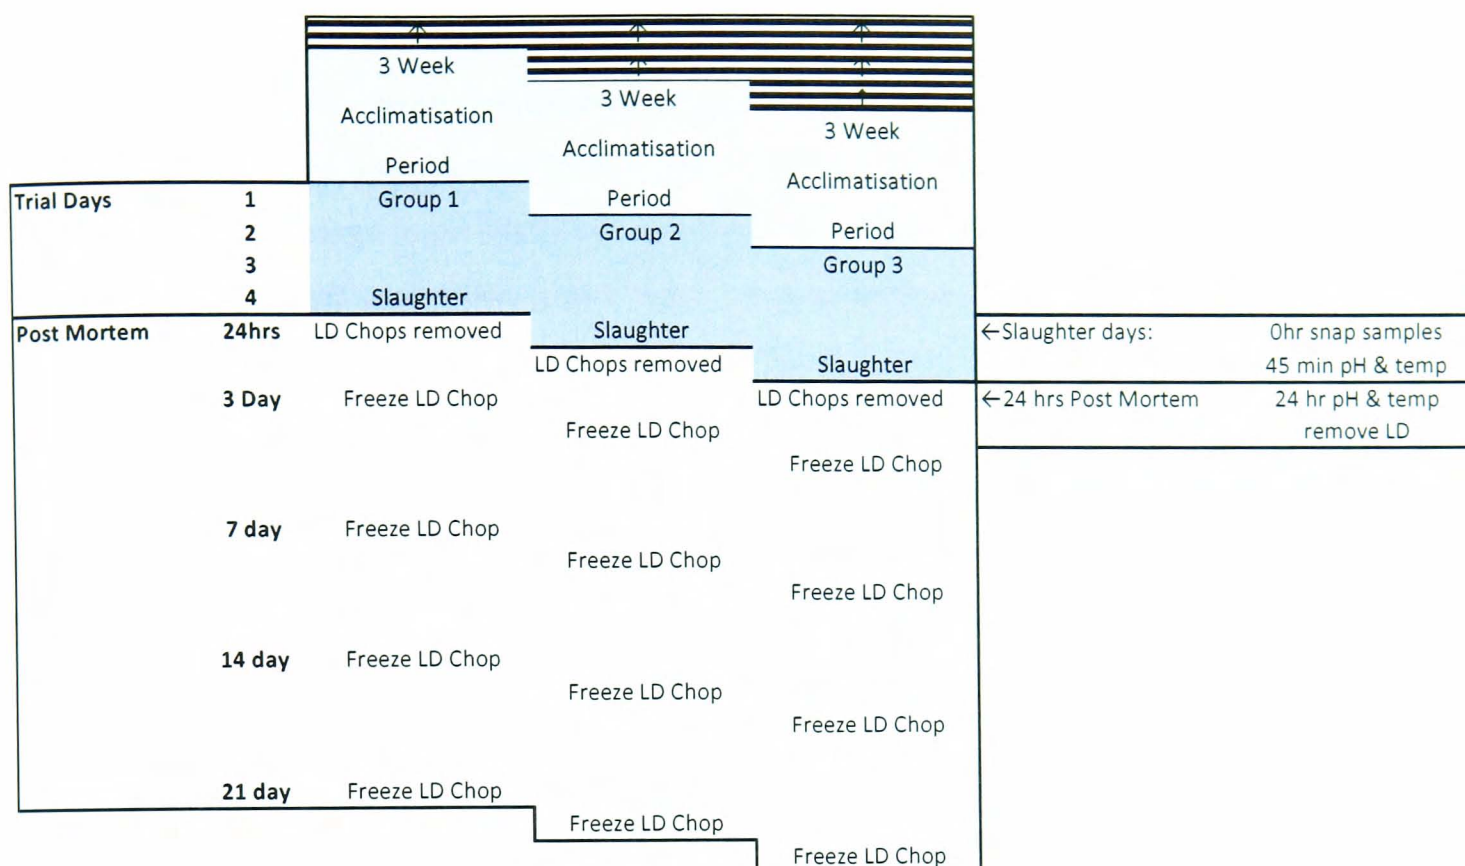 3 Week
3 Week
Acclimatisation
3 Week
Acclimatisation
Period
Acclimatisation
Trial Days 1 Group 1 Period
2 Group 2 Period
3 Group 3
4 Slaughter
Post Mortem 24hrs LD Chops removed Slaughter ←Slaughter days: 0hr snap samples
LD Chops removed Slaughter 45 min pH & temp
3 Day Freeze LD Chop LD Chops removed ←24 hrs Post Mortem 24 hr pH & temp
Freeze LD Chop remove LD
Freeze LD Chop
7 day Freeze LD Chop
Freeze LD Chop
Freeze LD Chop
14 day Freeze LD Chop
Freeze LD Chop
Freeze LD Chop
21 day Freeze LD Chop
Freeze LD Chop
Freeze LD Chop